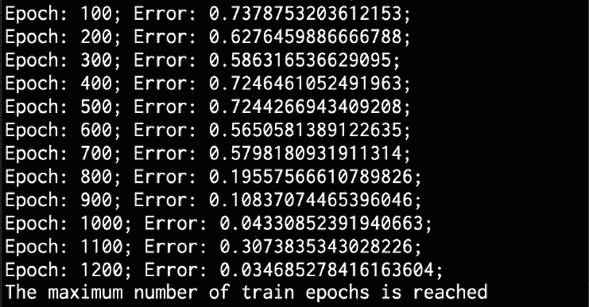 Epoch: 100; Error: 0.7378753203612153;
Epoch: 200; Error: 0.6276459886666788;
Epoch: 300; Error: 0.586316536629095;
Epoch: 400; Error: 0.7246461052491963;
Epoch: 500; Error: 0.7244266943409208;
Epoch: 600; Error: 0.5650581389122635;
Epoch: 700; Error: 0.5798180931911314;
Epoch: 800; Error: 0.19557566610789826;
Epoch: 900; Error: 0.10837074465396046;
Epoch: 1000; Error: 0.04330852391940663;
Epoch: 1100; Error: 0.3073835343028226;
Epoch: 1200; Error: 0.034685278416163604;
The maximum number of train epochs is reached